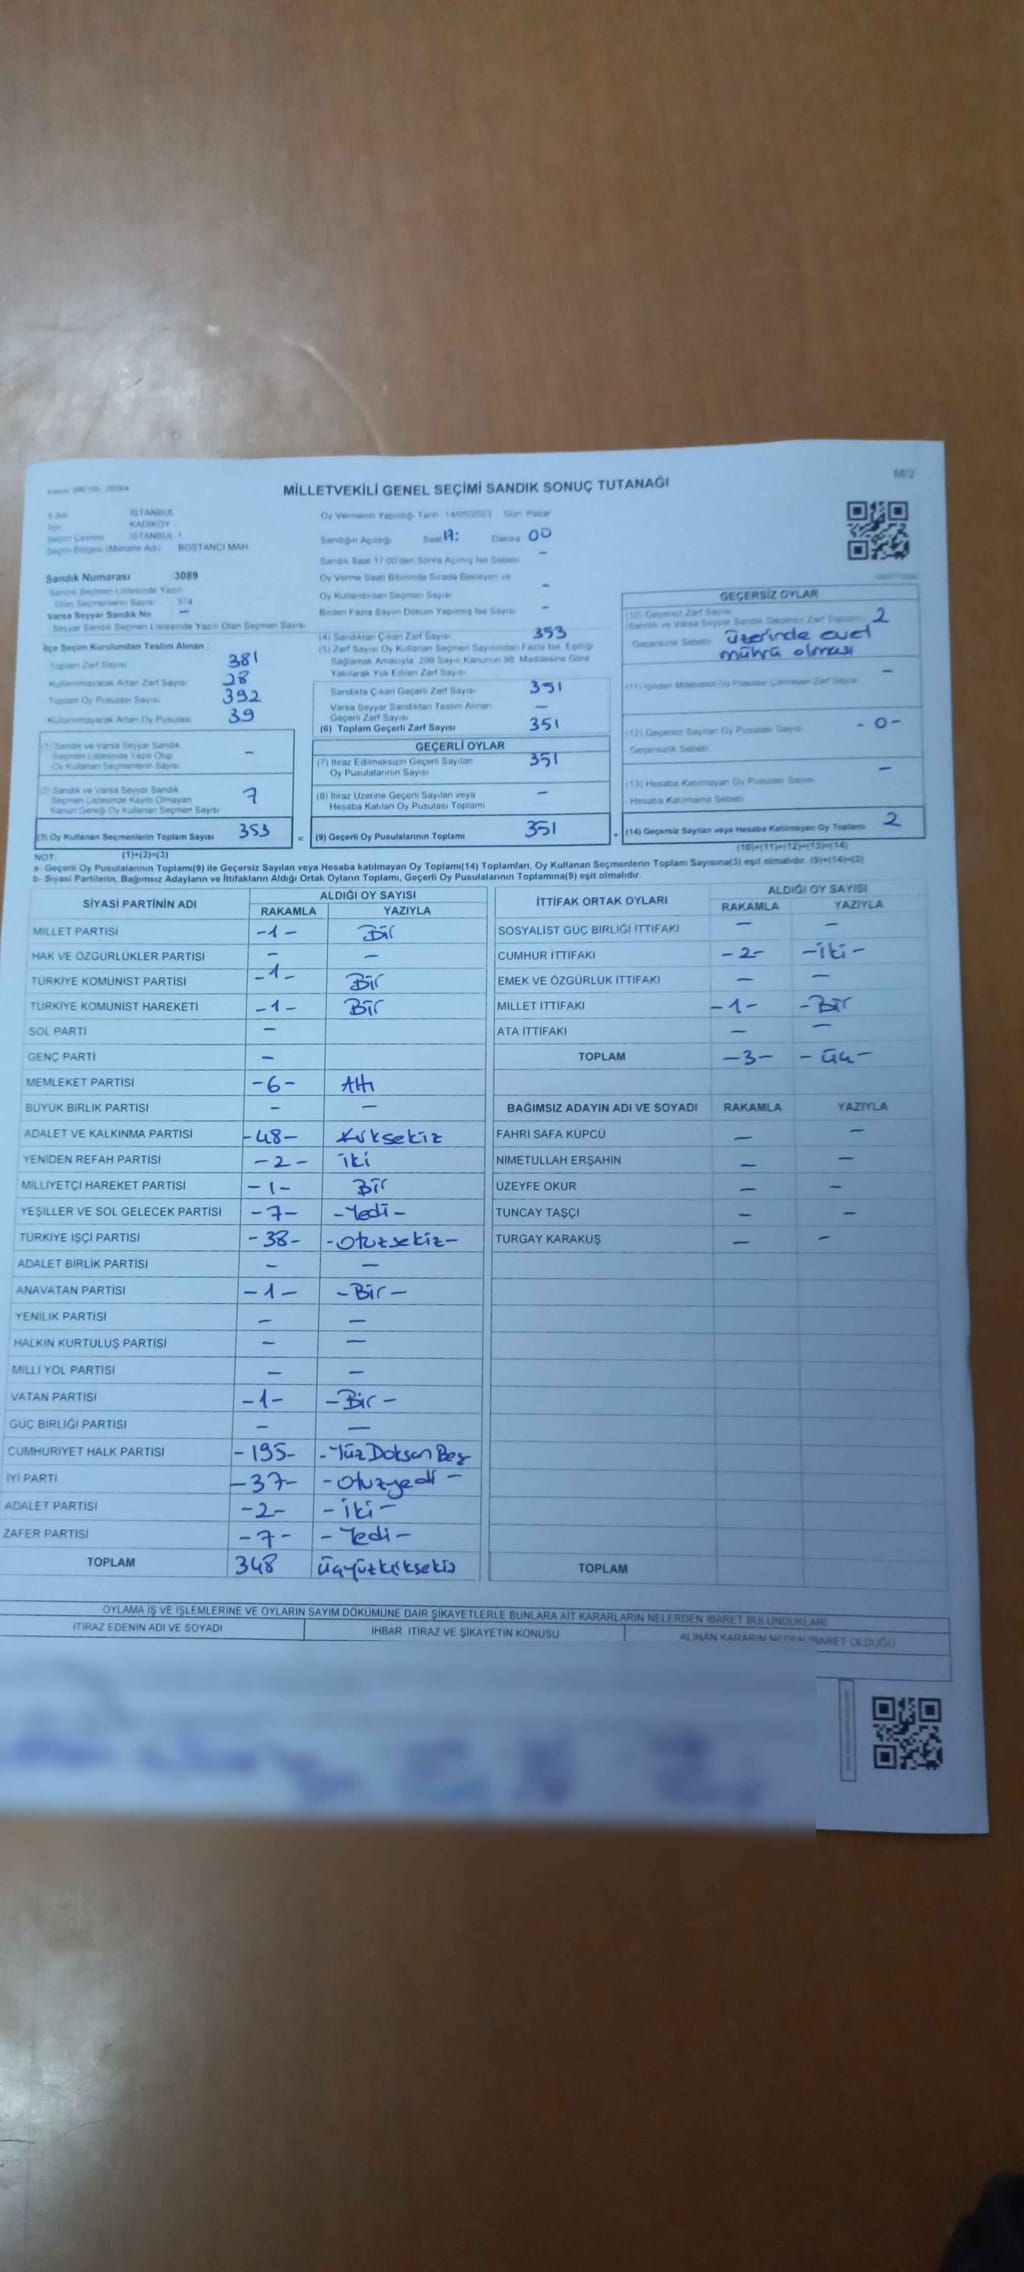 MİLLETVEKİLİ GENEL SEÇİMİ SANDIK SONUÇ TUTANAĞI
M/2
İSTANBUL
KADIKÖY
İSTANBUL 1
Seçim Bölgesi (Mahalle Adı) BOSTANCI MAH.
Oy Vermenin Yapıldığı Tarih :14/05/2023 Gün Pazar
Sandığın Açıldığı Saat 17: Dakika 00
Sandık Saat 17.00'den Sonra Açılmış İse Sebebi –
Oy Verme Saati Bitiminde Sırada Bekleyen ve
Oy Kullandırılan Seçmen Sayısı –
Birden Fazla Sayım Döküm Yapılmış İse Sayısı –
Sandık Numarası 3089
Sandık Seçmen Listesinde Yazılı
Olan Seçmenlerin Sayısı 374
Varsa Seyyar Sandık No –
Seyyar Sandık Seçmen Listesinde Yazılı Olan Seçmen Sayısı
İlçe Seçim Kurulundan Teslim Alınan :
Toplam Zarf Sayısı 381
Kullanılmayarak Artan Zarf Sayısı 28
Toplam Oy Pusulası Sayısı 392
Kullanılmayarak Artan Oy Pusulası 39
(1) Sandık ve Varsa Seyyar Sandık
Seçmen Listesinde Yazılı Olup
Oy Kullanan Seçmenlerin Sayısı –
(2) Sandık ve Varsa Seyyar Sandık
Seçmen Listesinde Kayıtlı Olmayan
Kanun Gereği Oy Kullanan Seçmen Sayısı 7
(3) Oy Kullanan Seçmenlerin Toplam Sayısı 353
(4) Sandıktan Çıkan Zarf Sayısı 353
(5) Zarf Sayısı Oy Kullanan Seçmen Sayısından Fazla İse, Eşitliği
Sağlamak Amacıyla, 298 Sayılı Kanunun 98. Maddesine Göre
Yakılarak Yok Edilen Zarf Sayısı
Sandıkta Çıkan Geçerli Zarf Sayısı 351
Varsa Seyyar Sandıktan Teslim Alınan
Geçerli Zarf Sayısı –
(6) Toplam Geçerli Zarf Sayısı 351
GEÇERLİ OYLAR
(7) İtiraz Edilmeksizin Geçerli Sayılan
Oy Pusulalarının Sayısı 351
(8) İtiraz Üzerine Geçerli Sayılan veya
Hesaba Katılan Oy Pusulası Toplamı –
= (9) Geçerli Oy Pusulalarının Toplamı 351
GEÇERSİZ OYLAR
(10) Geçersiz Zarf Sayısı
(Sandık ve Varsa Seyyar Sandık Geçersiz Zarf Toplamı) 2
Geçersizlik Sebebi üzerinde evet
mührü olması
(11) İçinden Milletvekili Oy Pusulası Çıkmayan Zarf Sayısı –
(12) Geçersiz Sayılan Oy Pusulası Sayısı -0-
Geçersizlik Sebebi
(13) Hesaba Katılmayan Oy Pusulası Sayısı –
Hesaba Katılmama Sebebi
+ (14) Geçersiz Sayılan veya Hesaba Katılmayan Oy Toplamı 2
NOT: (1)+(2)=(3) (10)+(11)+(12)+(13)=(14)
a- Geçerli Oy Pusulalarının Toplamı(9) ile Geçersiz Sayılan veya Hesaba katılmayan Oy Toplamı(14) Toplamları, Oy Kullanan Seçmenlerin Toplam Sayısına(3) eşit olmalıdır. (9)+(14)=(3)
b- Siyasi Partilerin, Bağımsız Adayların ve İttifakların Aldığı Ortak Oyların Toplamı, Geçerli Oy Pusulalarının Toplamına(9) eşit olmalıdır.
SİYASİ PARTİNİN ADI ALDIĞI OY SAYISI
RAKAMLA YAZIYLA
MİLLET PARTİSİ -1- Bir
HAK VE ÖZGÜRLÜKLER PARTİSİ – –
TÜRKİYE KOMÜNİST PARTİSİ -1- Bir
TÜRKİYE KOMÜNİST HAREKETİ -1- Bir
SOL PARTİ –
GENÇ PARTİ –
MEMLEKET PARTİSİ -6- Altı
BÜYÜK BİRLİK PARTİSİ – –
ADALET VE KALKINMA PARTİSİ -48- Kırksekiz
YENİDEN REFAH PARTİSİ -2- iki
MİLLİYETÇİ HAREKET PARTİSİ -1- Bir
YEŞİLLER VE SOL GELECEK PARTİSİ -7- -Yedi-
TÜRKİYE İŞÇİ PARTİSİ -38- -Otuzsekiz-
ADALET BİRLİK PARTİSİ – –
ANAVATAN PARTİSİ -1- -Bir-
YENİLİK PARTİSİ – –
HALKIN KURTULUŞ PARTİSİ – –
MİLLİ YOL PARTİSİ – –
VATAN PARTİSİ -1- -Bir-
GÜÇ BİRLİĞİ PARTİSİ – –
CUMHURİYET HALK PARTİSİ -195- -Yüz Doksan Beş
İYİ PARTİ -37- -Otuzyedi-
ADALET PARTİSİ -2- -iki-
ZAFER PARTİSİ -7- -Yedi-
TOPLAM 348 üçyüzkırksekiz
İTTİFAK ORTAK OYLARI ALDIĞI OY SAYISI
RAKAMLA YAZIYLA
SOSYALİST GÜÇ BİRLİĞİ İTTİFAKI – –
CUMHUR İTTİFAKI -2- -iki-
EMEK VE ÖZGÜRLÜK İTTİFAKI – –
MİLLET İTTİFAKI -1- -Bir
ATA İTTİFAKI – –
TOPLAM -3- -üç-
BAĞIMSIZ ADAYIN ADI VE SOYADI RAKAMLA YAZIYLA
FAHRİ SAFA KÜPCÜ – –
NİMETULLAH ERŞAHİN – –
ÜZEYFE OKUR – –
TUNCAY TAŞÇI – –
TURGAY KARAKUŞ – –
TOPLAM
OYLAMA İŞ VE İŞLEMLERİNE VE OYLARIN SAYIM DÖKÜMÜNE DAİR ŞİKAYETLERLE BUNLARA AİT KARARLARIN NELERDEN İBARET BULUNDUKLARI
İTİRAZ EDENİN ADI VE SOYADI İHBAR İTİRAZ VE ŞİKAYETİN KONUSU ALINAN KARARIN NEDEN İBARET OLDUĞU